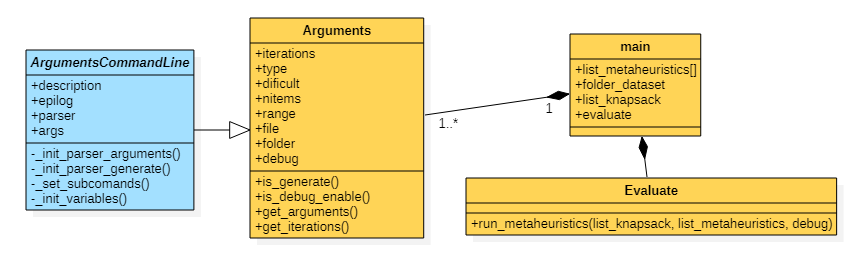 ArgumentsCommandLine
+description
+epilog
+parser
+args
-_init_parser_arguments()
-_init_parser_generate()
-_set_subcomands()
-_init_variables()
Arguments
+iterations
+type
+dificult
+nitems
+range
+file
+folder
+debug
+is_generate()
+is_debug_enable()
+get_arguments()
+get_iterations()
1..*
1
main
+list_metaheuristics[]
+folder_dataset
+list_knapsack
+evaluate
Evaluate
+run_metaheuristics(list_knapsack, list_metaheuristics, debug)